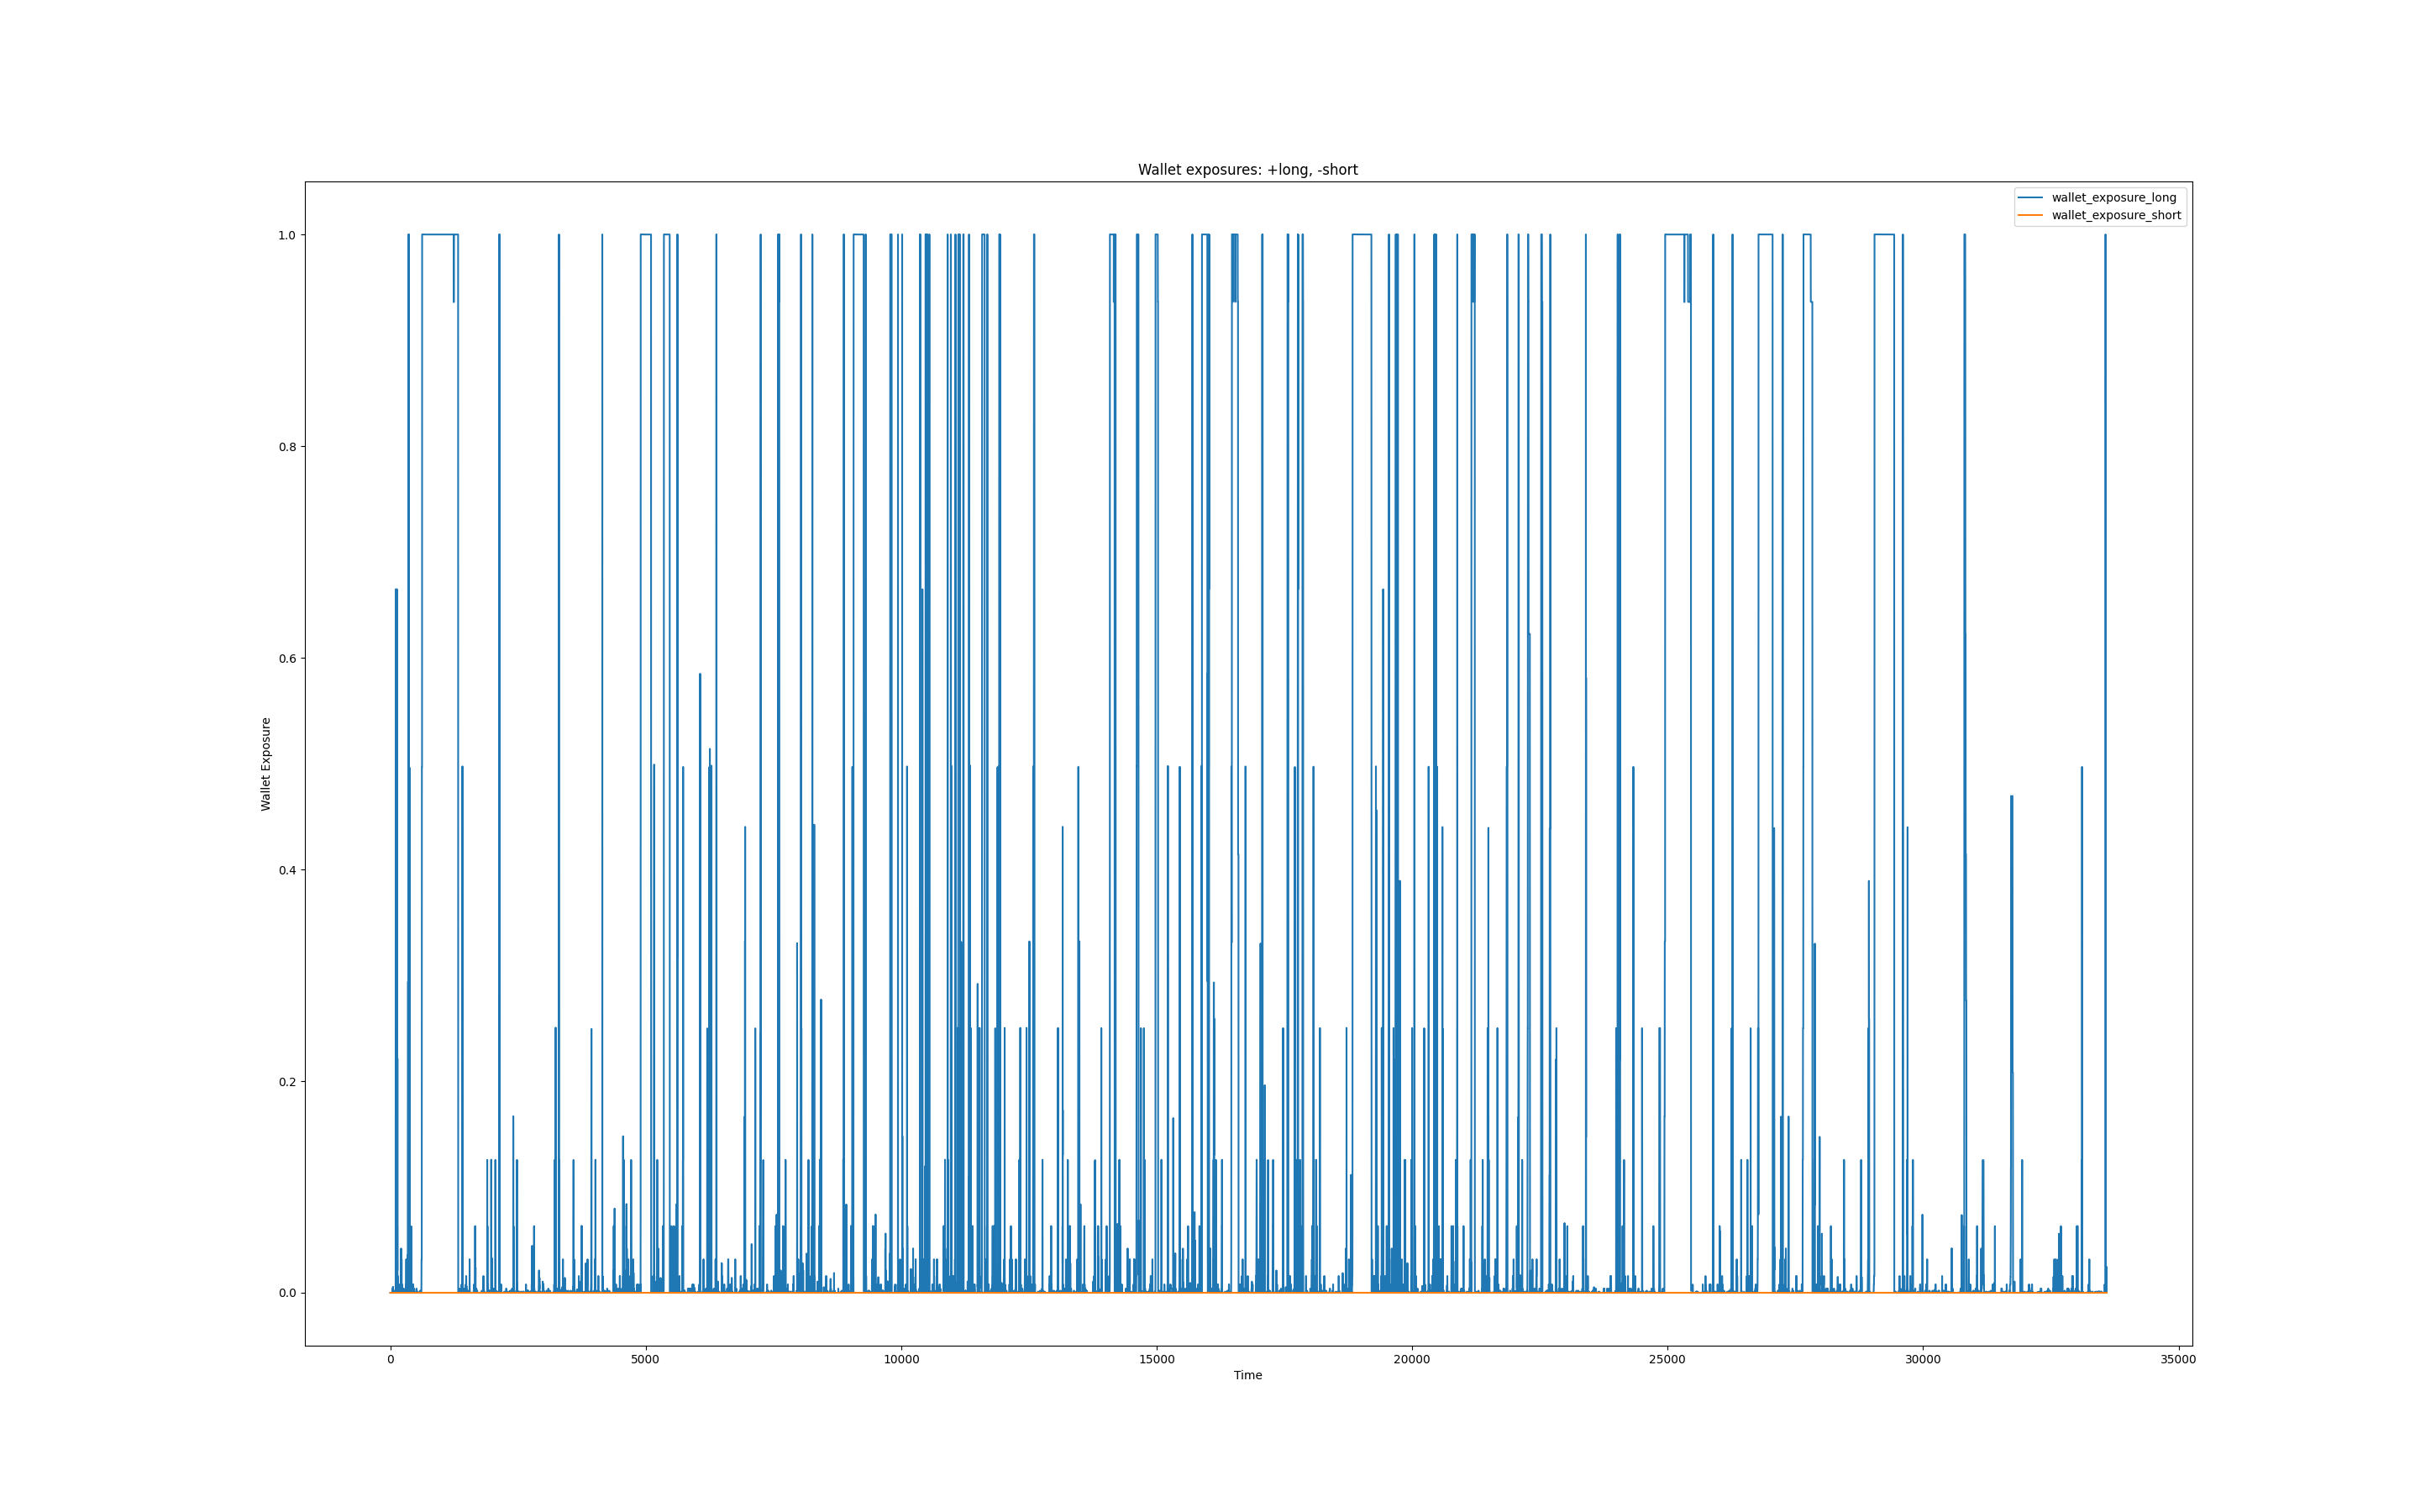 Wallet exposures: +long, -short
wallet_exposure_long
wallet_exposure_short
1.0
0.8
0.6
0.4
0.2
0.0
Wallet Exposure
0 5000 10000 15000 20000 25000 30000 35000
Time